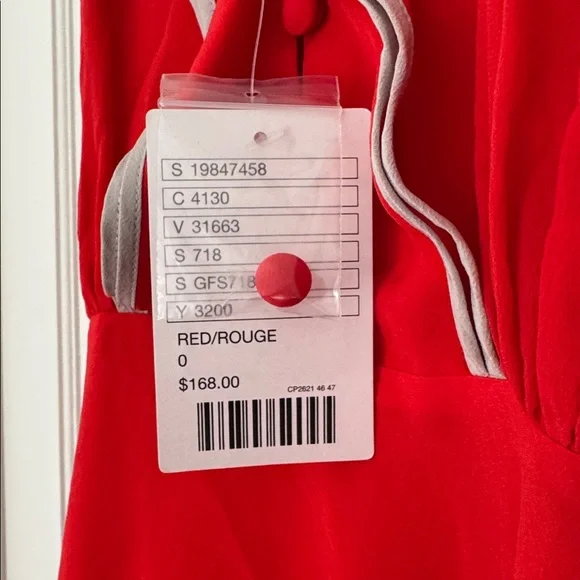 S 19847458
C 4130
V 31663
S 718
S GFS718
Y 3200
RED/ROUGE
0
$168.00
CP2621 46 47